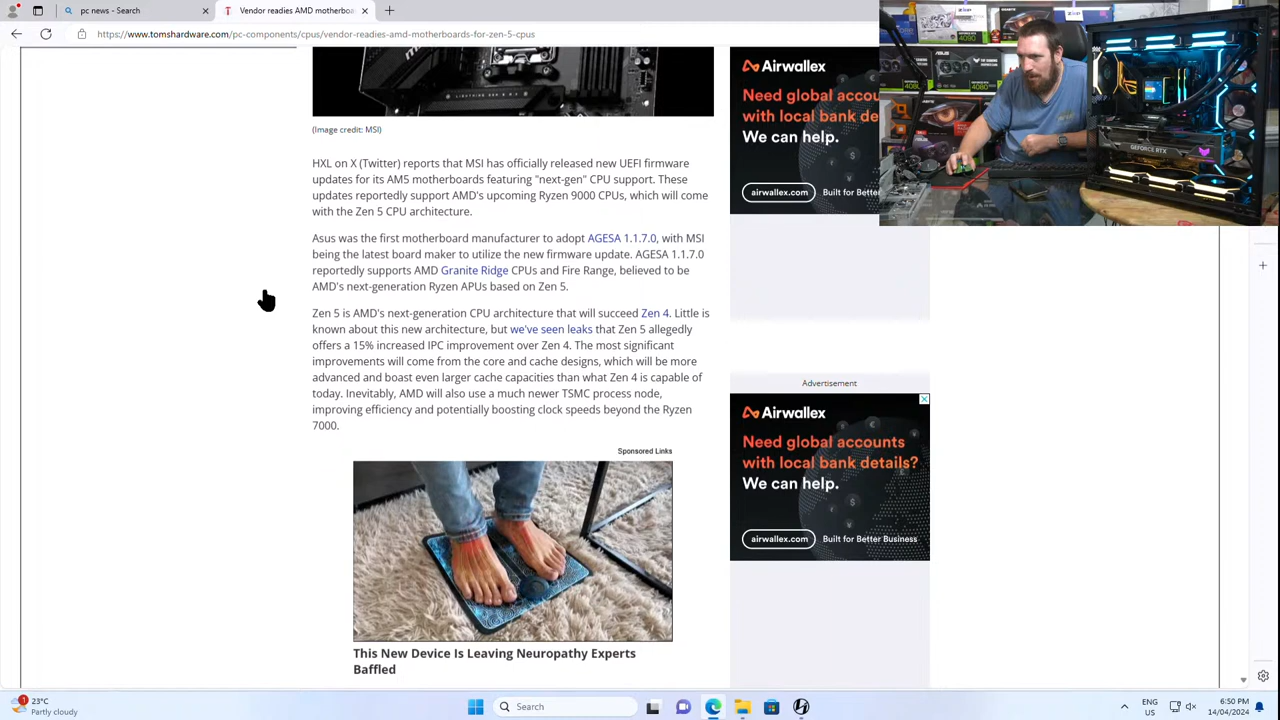 pc news - Search
Vendor readies AMD motherboa
https://www.tomshardware.com/pc-components/cpus/vendor-readies-amd-motherboards-for-zen-5-cpus
(Image credit: MSI)
HXL on X (Twitter) reports that MSI has officially released new UEFI firmware
updates for its AM5 motherboards featuring "next-gen" CPU support. These
updates reportedly support AMD's upcoming Ryzen 9000 CPUs, which will come
with the Zen 5 CPU architecture.
Asus was the first motherboard manufacturer to adopt AGESA 1.1.7.0, with MSI
being the latest board maker to utilize the new firmware update. AGESA 1.1.7.0
reportedly supports AMD Granite Ridge CPUs and Fire Range, believed to be
AMD's next-generation Ryzen APUs based on Zen 5.
Zen 5 is AMD's next-generation CPU architecture that will succeed Zen 4. Little is
known about this new architecture, but we've seen leaks that Zen 5 allegedly
offers a 15% increased IPC improvement over Zen 4. The most significant
improvements will come from the core and cache designs, which will be more
advanced and boast even larger cache capacities than what Zen 4 is capable of
today. Inevitably, AMD will also use a much newer TSMC process node,
improving efficiency and potentially boosting clock speeds beyond the Ryzen
7000.
Sponsored Links
This New Device Is Leaving Neuropathy Experts
Baffled
Airwallex
Need global accou
with local bank de
We can help.
airwallex.com
Built for Better
Advertisement
Airwallex
Need global accounts
with local bank details?
We can help.
airwallex.com
Built for Better Business
4090
ASUS
4080
4080
GEFORCE RTX
1
23°C
Partly cloudy
Search
ENG
US
6:50 PM
14/04/2024